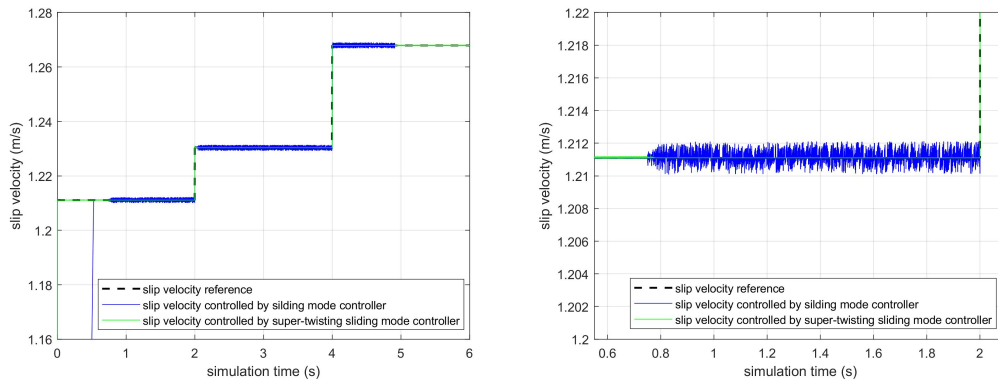 1.28
1.26
1.24
1.22
1.2
1.18
1.16
slip velocity (m/s)
0 1 2 3 4 5 6
simulation time (s)
slip velocity reference
slip velocity controlled by silding mode controller
slip velocity controlled by super-twisting sliding mode controller
1.22
1.218
1.216
1.214
1.212
1.21
1.208
1.206
1.204
1.202
1.2
slip velocity (m/s)
0.6 0.8 1 1.2 1.4 1.6 1.8 2
simulation time (s)
slip velocity reference
slip velocity controlled by silding mode controller
slip velocity controlled by super-twisting sliding mode controller